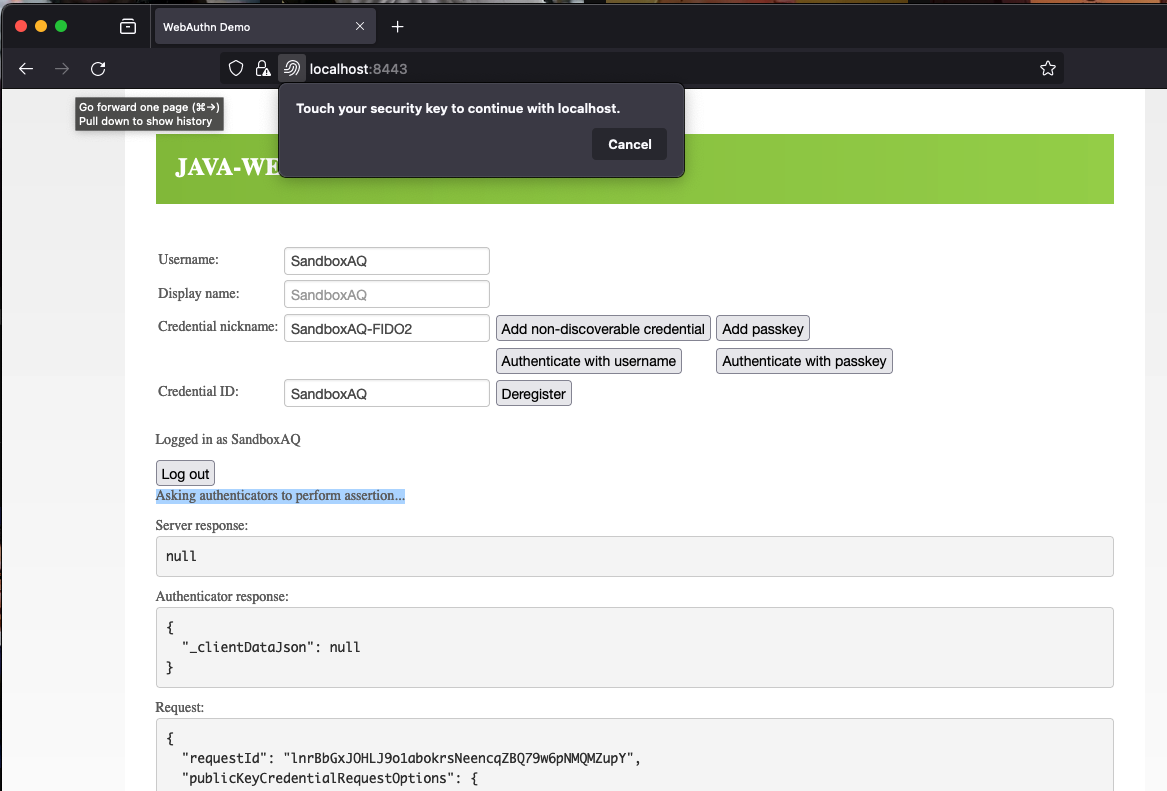 WebAuthn Demo
localhost:8443
Go forward one page (⌘→)
Pull down to show history
Touch your security key to continue with localhost.
Cancel
JAVA-WE
Username: SandboxAQ
Display name: SandboxAQ
Credential nickname: SandboxAQ-FIDO2 Add non-discoverable credential Add passkey
Authenticate with username Authenticate with passkey
Credential ID: SandboxAQ Deregister
Logged in as SandboxAQ
Log out
Asking authenticators to perform assertion...
Server response:
null
Authenticator response:
{
"_clientDataJson": null
}
Request:
{
"requestId": "lnrBbGxJOHLJ9o1abokrsNeencqZBQ79w6pNMQMZupY",
"publicKeyCredentialRequestOptions": {